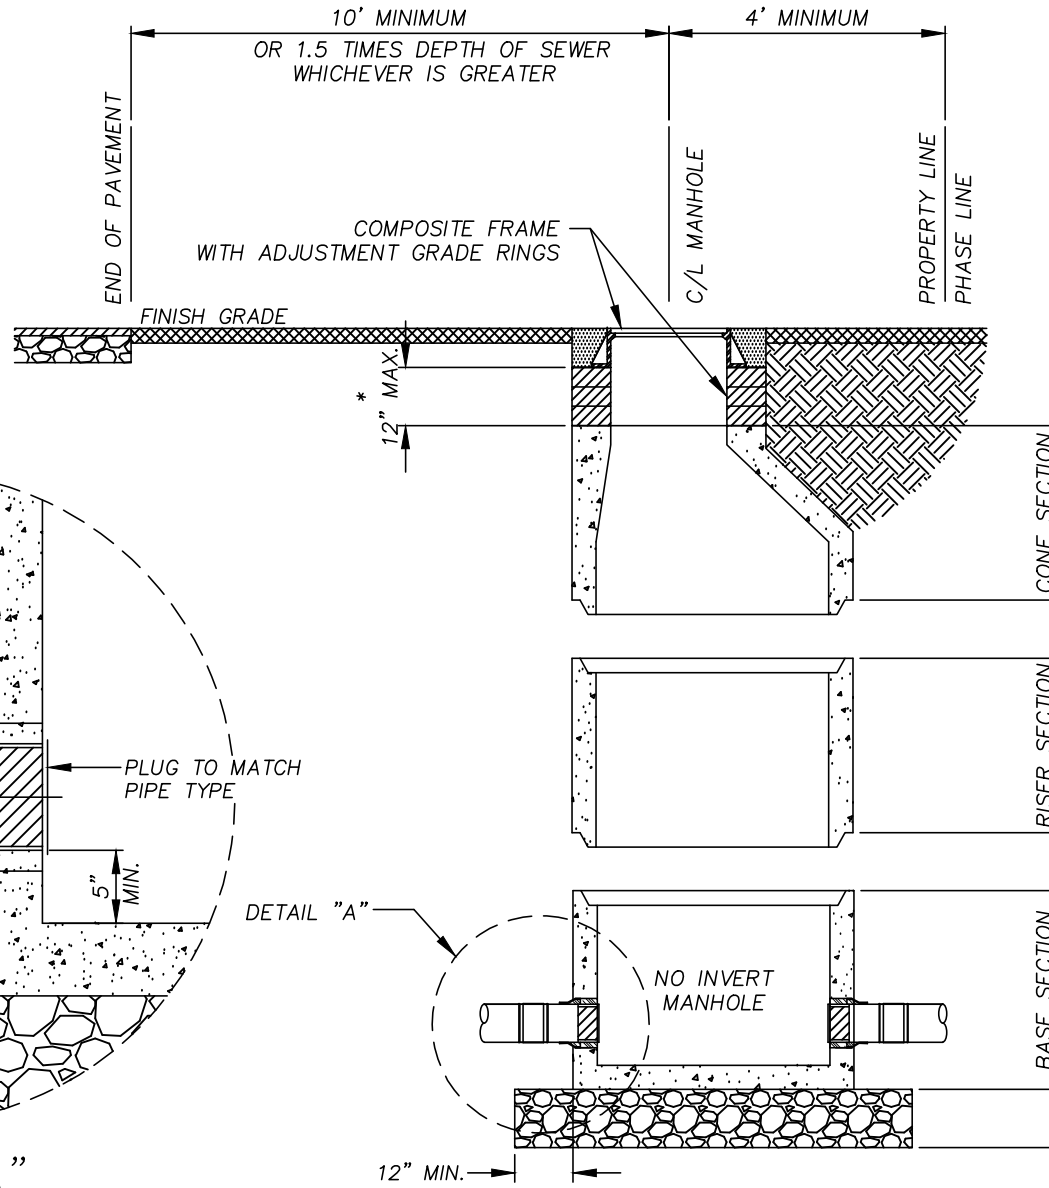 10' MINIMUM
OR 1.5 TIMES DEPTH OF SEWER
WHICHEVER IS GREATER
4' MINIMUM
END OF PAVEMENT
C/L MANHOLE
PROPERTY LINE
PHASE LINE
COMPOSITE FRAME
WITH ADJUSTMENT GRADE RINGS
FINISH GRADE
*
12" MAX.
CONE SECTION
RISER SECTION
PLUG TO MATCH
PIPE TYPE
5"
MIN.
DETAIL "A"
NO INVERT
MANHOLE
BASE SECTION
12" MIN.
"